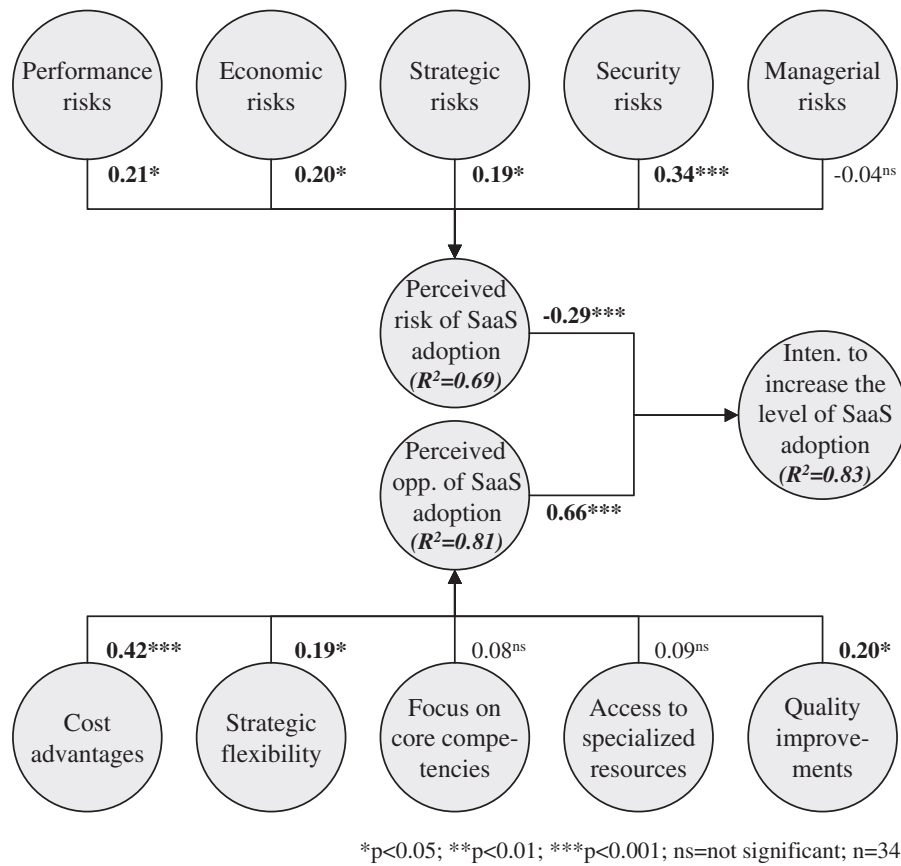 Performance
risks
Economic
risks
Strategic
risks
Security
risks
Managerial
risks
0.21*
0.20*
0.19*
0.34***
-0.04ns
Perceived
risk of SaaS
adoption
(R²=0.69)
-0.29***
Inten. to
increase the
level of SaaS
adoption
(R²=0.83)
Perceived
opp. of SaaS
adoption
(R²=0.81)
0.66***
0.42***
0.19*
0.08ns
0.09ns
0.20*
Cost
advantages
Strategic
flexibility
Focus on
core compe-
tencies
Access to
specialized
resources
Quality
improve-
ments
*p<0.05; **p<0.01; ***p<0.001; ns=not significant; n=34